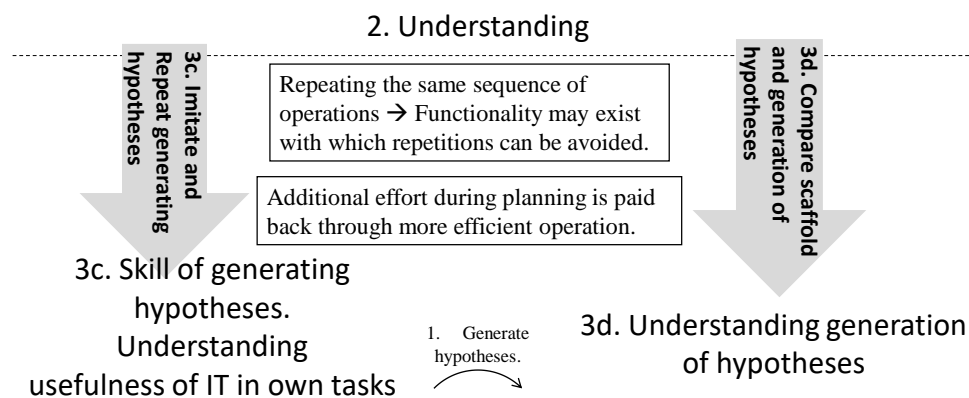 2. Understanding
3c. Imitate and
Repeat generating
hypotheses
Repeating the same sequence of
operations → Functionality may exist
with which repetitions can be avoided.
Additional effort during planning is paid
back through more efficient operation.
3d. Compare scaffold
and generation of
hypotheses
3c. Skill of generating
hypotheses.
Understanding
usefulness of IT in own tasks
1. Generate
hypotheses.
3d. Understanding generation
of hypotheses